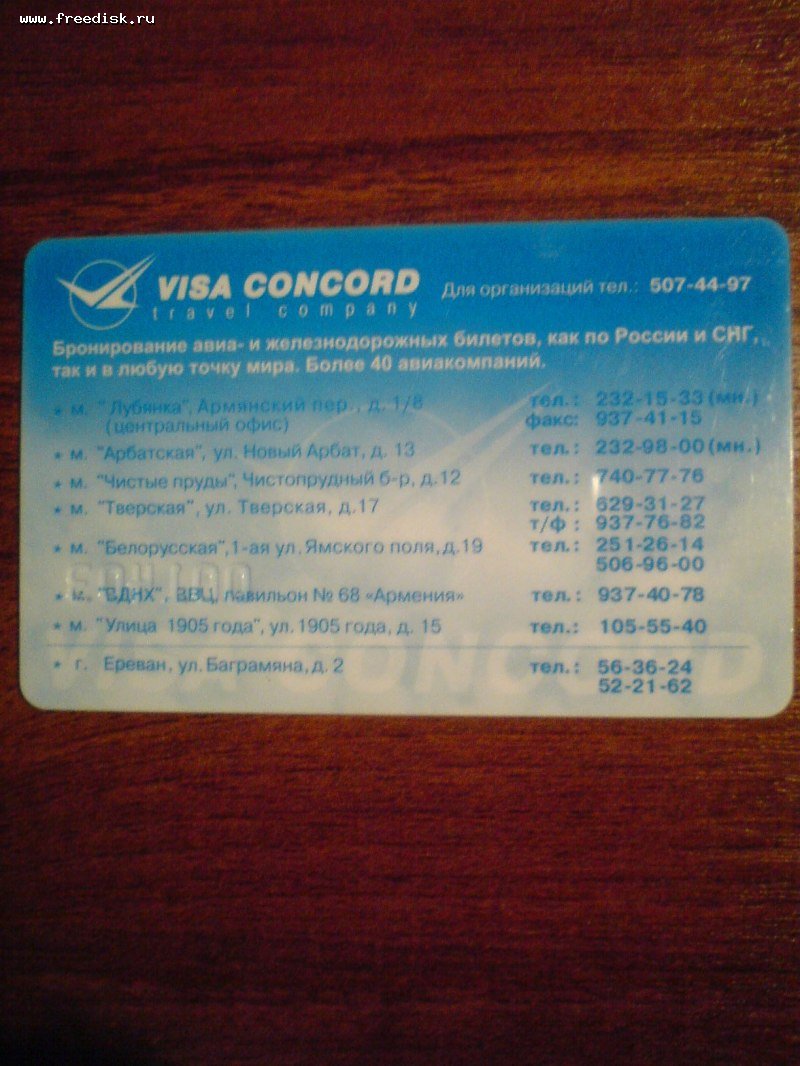 www.freedisk.ru
VISA CONCORD
travel company
Для организаций тел.: 507-44-97
Бронирование авиа- и железнодорожных билетов, как по России и СНГ,
так и в любую точку мира. Более 40 авиакомпаний.
* м. "Лубянка", Армянский пер., д. 1/8 тел.: 232-15-33 (мн.)
(центральный офис) факс: 937-41-15
* м. "Арбатская", ул. Новый Арбат, д. 13 тел.: 232-98-00 (мн.)
* м. "Чистые пруды", Чистопрудный б-р, д.12 тел.: 740-77-76
* м. "Тверская", ул. Тверская, д.17 тел.: 629-31-27
т/ф : 937-76-82
* м. "Белорусская", 1-ая ул. Ямского поля, д.19 тел.: 251-26-14
506-96-00
* м. "ВДНХ", ВВЦ, павильон № 68 «Армения» тел.: 937-40-78
* м. "Улица 1905 года", ул. 1905 года, д. 15 тел.: 105-55-40
* г. Ереван, ул. Баграмяна, д. 2 тел.: 56-36-24
52-21-62
VISA CONCORD